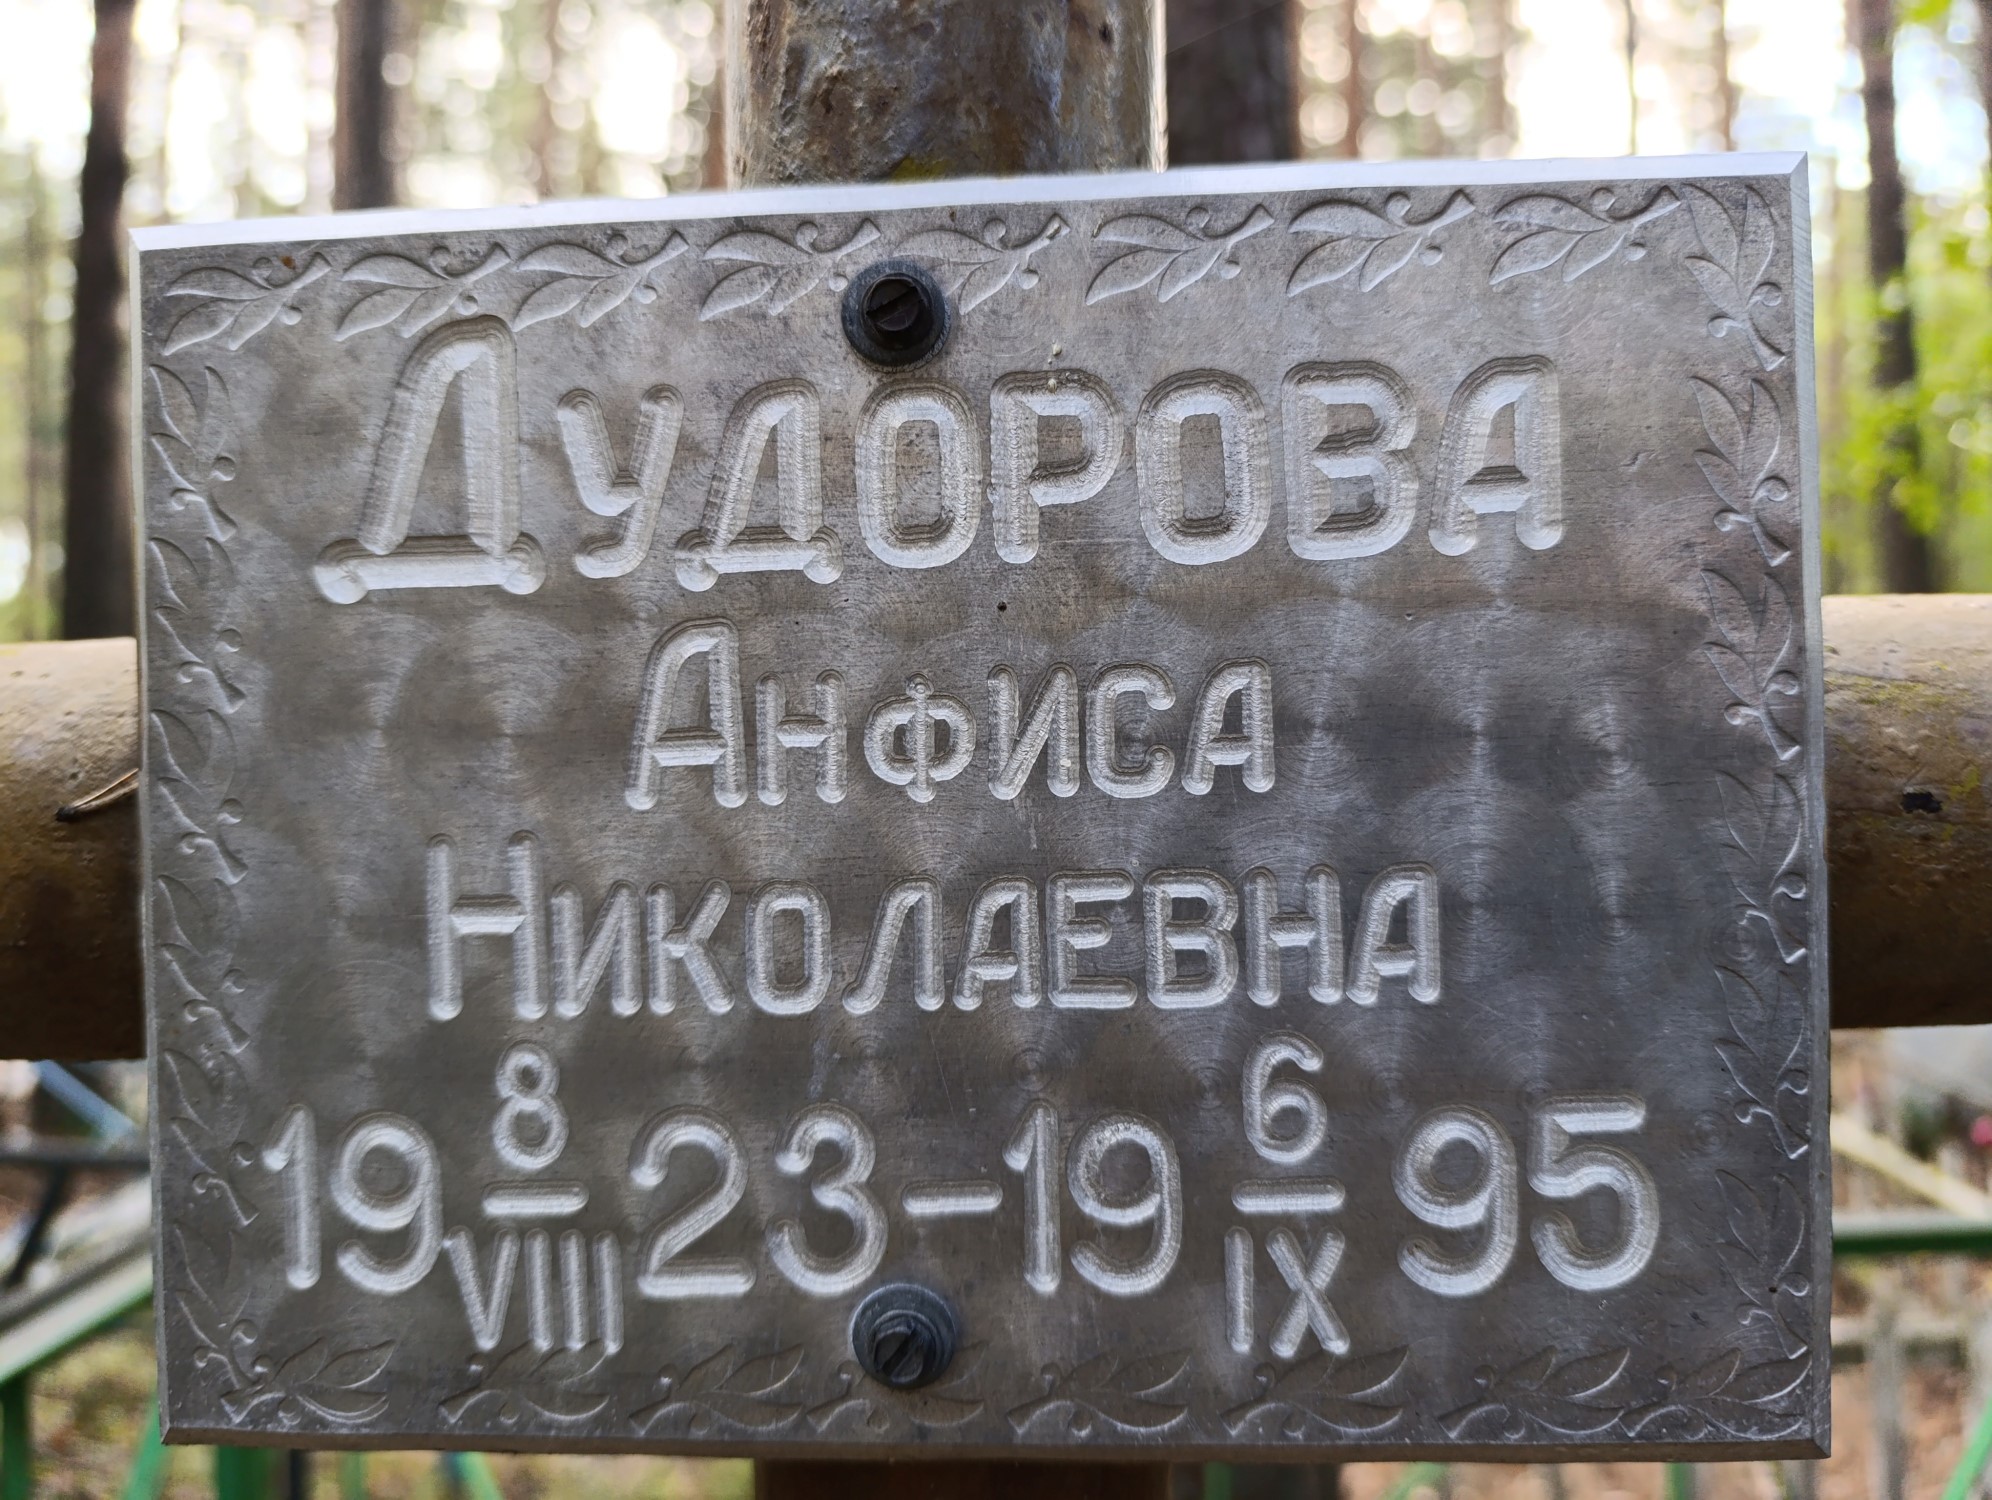 Дудорова
Анфиса
Николаевна
19 8/VIII 23-19 6/IX 95